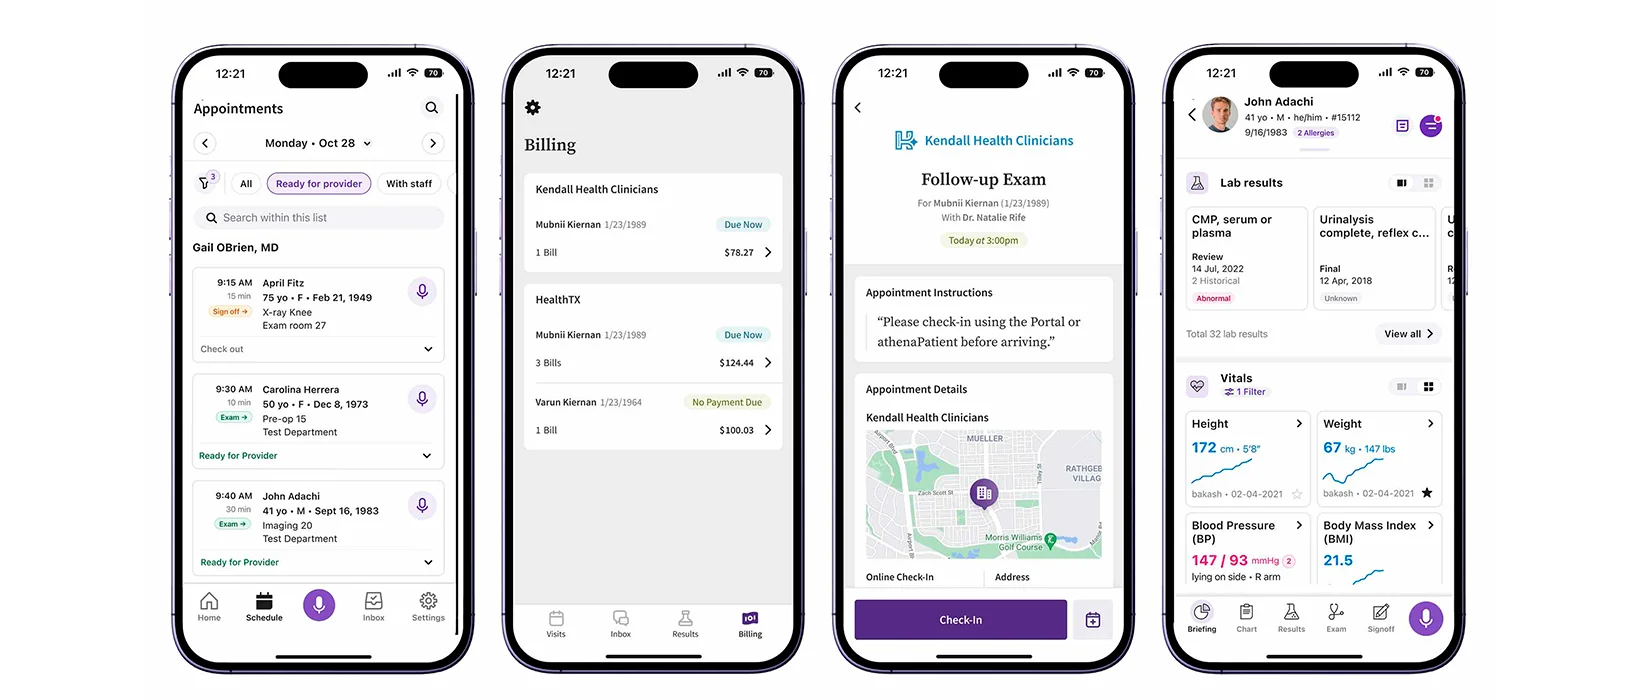 12:21
70
Appointments
Monday • Oct 28
3
All
Ready for provider
With staff
Search within this list
Gail OBrien, MD
9:15 AM
April Fitz
15 min
75 yo • F • Feb 21, 1949
Sign off →
X-ray Knee
Exam room 27
Check out
9:30 AM
Carolina Herrera
10 min
50 yo • F • Dec 8, 1973
Exam →
Pre-op 15
Test Department
Ready for Provider
9:40 AM
John Adachi
30 min
41 yo • M • Sept 16, 1983
Exam →
Imaging 20
Test Department
Ready for Provider
Home
Schedule
Inbox
Settings
12:21
70
Billing
Kendall Health Clinicians
Mubnii Kiernan 1/23/1989
Due Now
1 Bill
$78.27
HealthTX
Mubnii Kiernan 1/23/1989
Due Now
3 Bills
$124.44
Varun Kiernan 1/23/1964
No Payment Due
1 Bill
$100.03
Visits
Inbox
Results
Billing
12:21
70
Kendall Health Clinicians
Follow-up Exam
For Mubnii Kiernan (1/23/1989)
With Dr. Natalie Rife
Today at 3:00pm
Appointment Instructions
“Please check-in using the Portal or
athenaPatient before arriving.”
Appointment Details
Kendall Health Clinicians
Airport Blvd
MUELLER
Tilley St
RATHGEB
VILLAG
Zach Scott St
Airport Bl
Morris Williams
Golf Course
Manor
Online Check-In
Address
Check-In
12:21
70
John Adachi
41 yo • M • he/him • #15112
9/16/1983
2 Allergies
Lab results
CMP, serum or
plasma
Review
14 Jul, 2022
2 Historical
Abnormal
Urinalysis
complete, reflex c...
Final
12 Apr, 2018
Unknown
U
c
R
12
Total 32 lab results
View all
Vitals
1 Filter
Height
172 cm • 5'8"
bakash • 02-04-2021
Weight
67 kg • 147 lbs
bakash • 02-04-2021
Blood Pressure
(BP)
147 / 93 mmHg 2
lying on side • R arm
Body Mass Index
(BMI)
21.5
Briefing
Chart
Results
Exam
Signoff